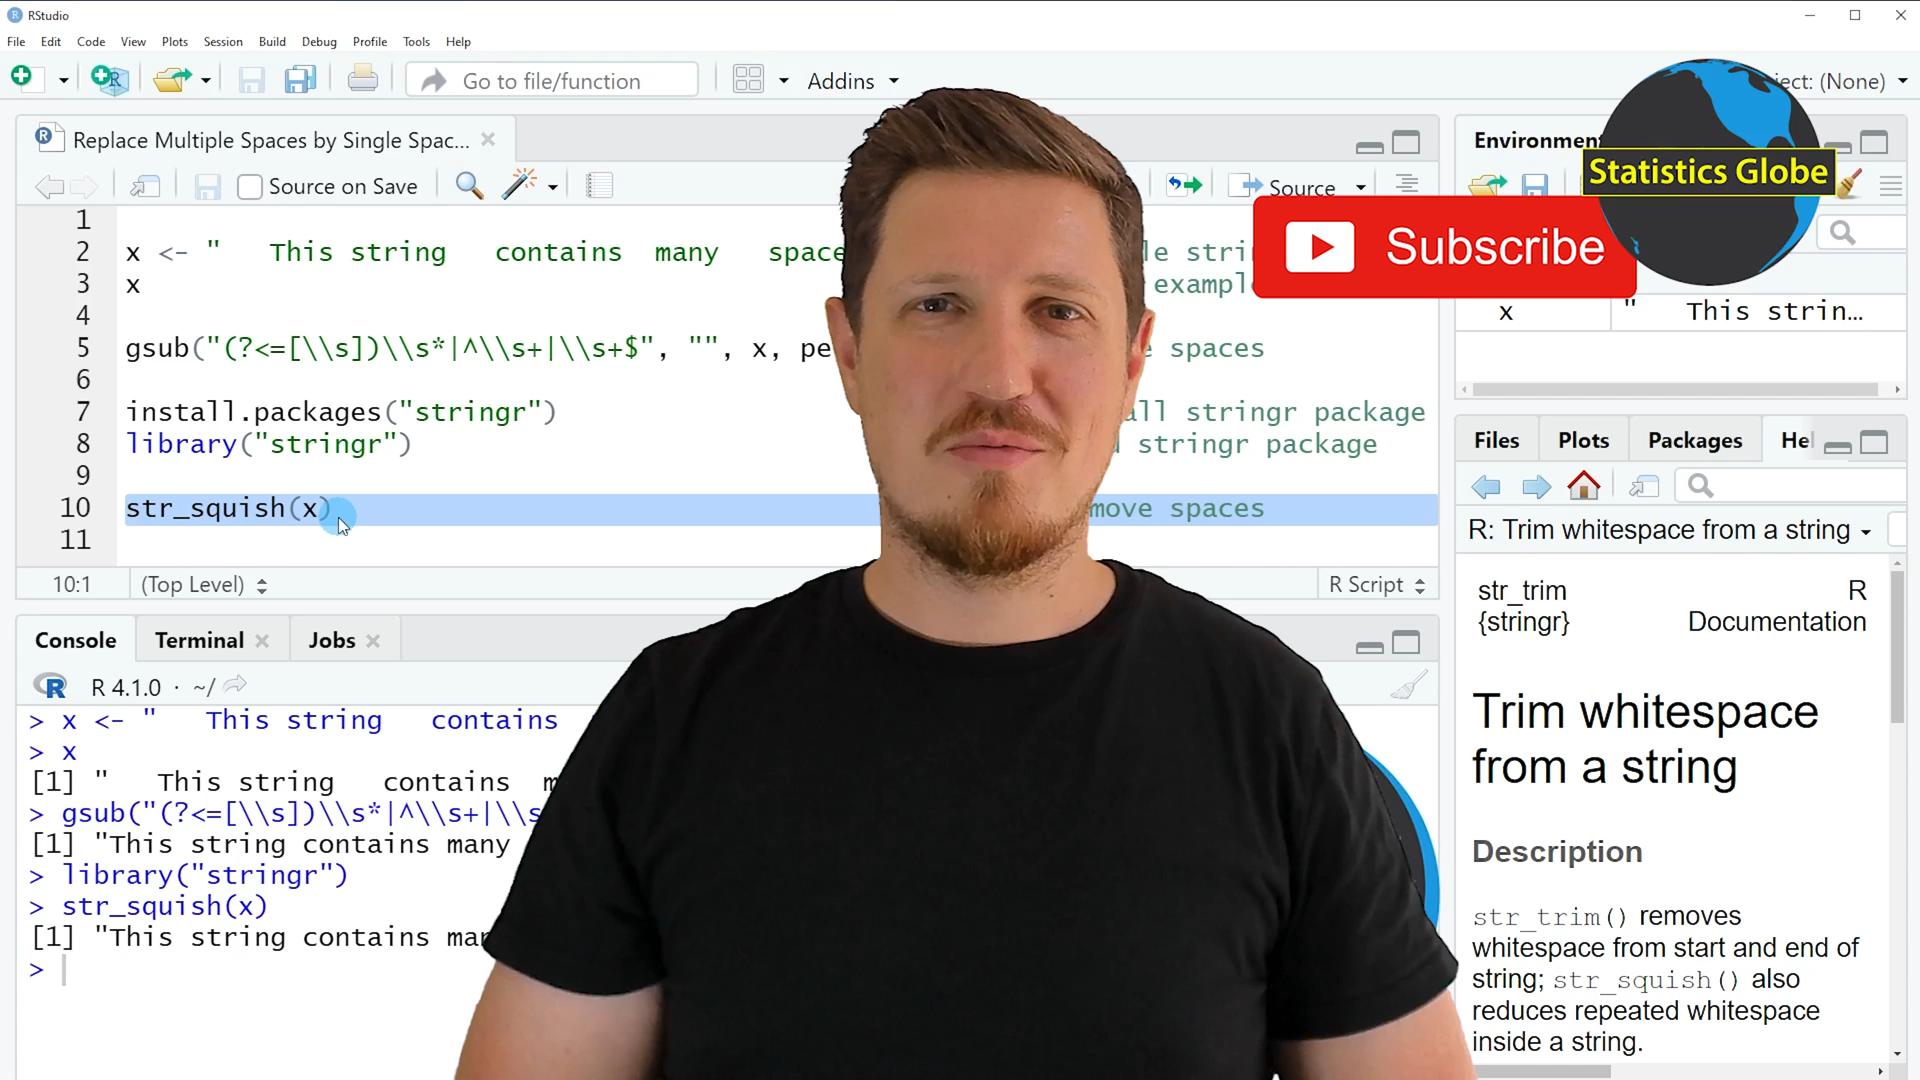 RStudio
File Edit Code View Plots Session Build Debug Profile Tools Help
Go to file/function Addins (None)
Replace Multiple Spaces by Single Spac...
Source on Save Source
Statistics Globe
Subscribe
1
2 x <- "   This string   contains  many   space
3 x
4
5 gsub("(?<=[\\s])\\s*|^\\s+|\\s+$", "", x, pe spaces
6
7 install.packages("stringr") stringr package
8 library("stringr") stringr package
9
10 str_squish(x) spaces
11
10:1 (Top Level) R Script
Console Terminal Jobs
R 4.1.0 · ~/
> x <- "   This string   contains
> x
[1] "   This string   contains
> gsub("(?<=[\\s])\\s*|^\\s+|\\s
[1] "This string contains many
> library("stringr")
> str_squish(x)
[1] "This string contains
>
Environment
x "   This strin...
Files Plots Packages
R: Trim whitespace from a string
str_trim R
{stringr} Documentation
Trim whitespace
from a string
Description
str_trim() removes
whitespace from start and end of
string; str_squish() also
reduces repeated whitespace
inside a string.